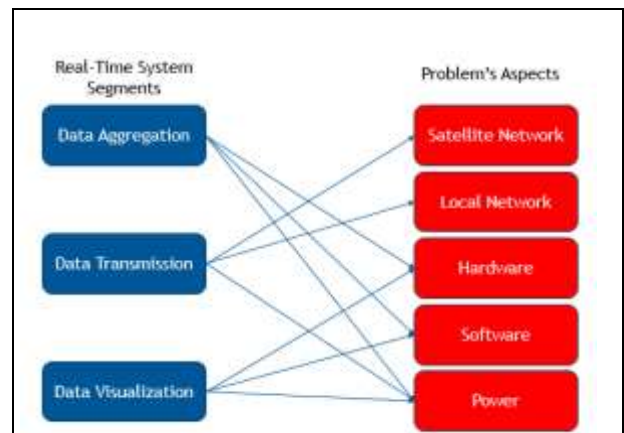 Real-Time System
Segments
Problem's Aspects
Data Aggregation
Satellite Network
Local Network
Data Transmission
Hardware
Software
Data Visualization
Power